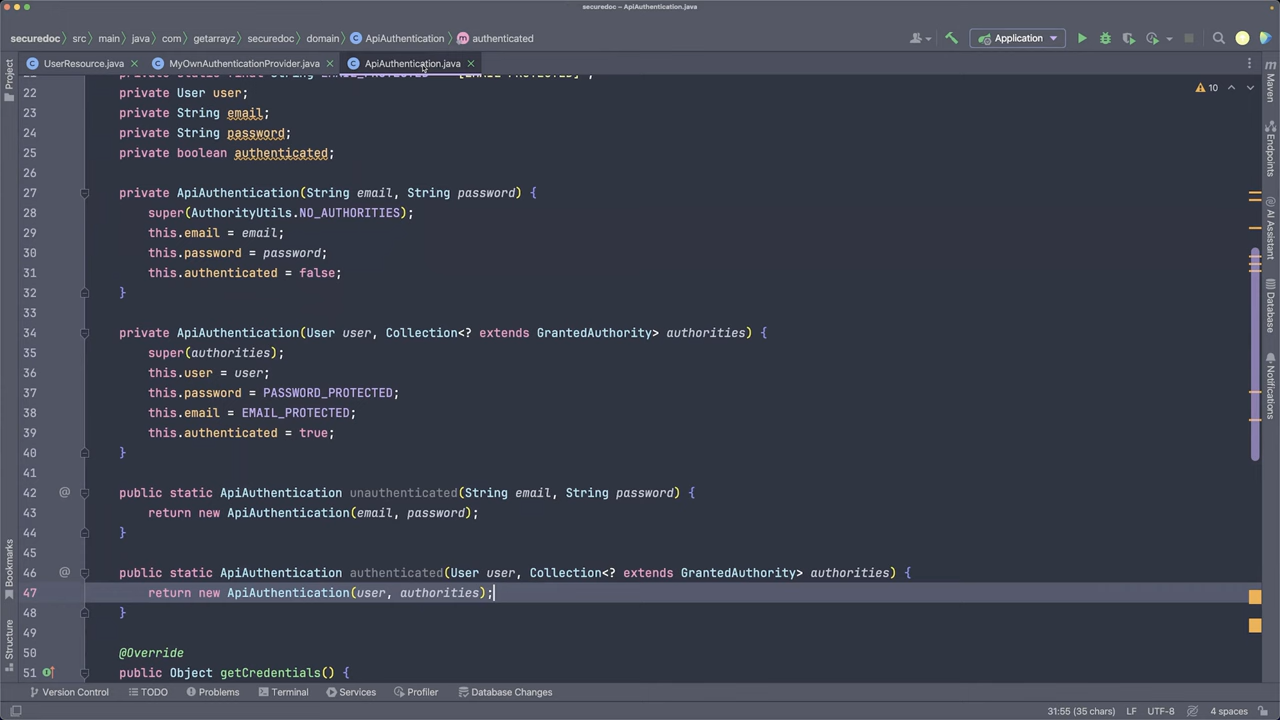 securedoc – ApiAuthentication.java
securedoc src main java com getarrayz securedoc domain ApiAuthentication authenticated Application
UserResource.java MyOwnAuthenticationProvider.java ApiAuthentication.java
22 private User user;
23 private String email;
24 private String password;
25 private boolean authenticated;
26
27 private ApiAuthentication(String email, String password) {
28 super(AuthorityUtils.NO_AUTHORITIES);
29 this.email = email;
30 this.password = password;
31 this.authenticated = false;
32 }
33
34 private ApiAuthentication(User user, Collection<? extends GrantedAuthority> authorities) {
35 super(authorities);
36 this.user = user;
37 this.password = PASSWORD_PROTECTED;
38 this.email = EMAIL_PROTECTED;
39 this.authenticated = true;
40 }
41
42 public static ApiAuthentication unauthenticated(String email, String password) {
43 return new ApiAuthentication(email, password);
44 }
45
46 public static ApiAuthentication authenticated(User user, Collection<? extends GrantedAuthority> authorities) {
47 return new ApiAuthentication(user, authorities);
48 }
49
50 @Override
51 public Object getCredentials() {
10
Project
Bookmarks
Structure
Maven
Endpoints
AI Assistant
Database
Notifications
Version Control TODO Problems Terminal Services Profiler Database Changes
31:55 (35 chars) LF UTF-8 4 spaces